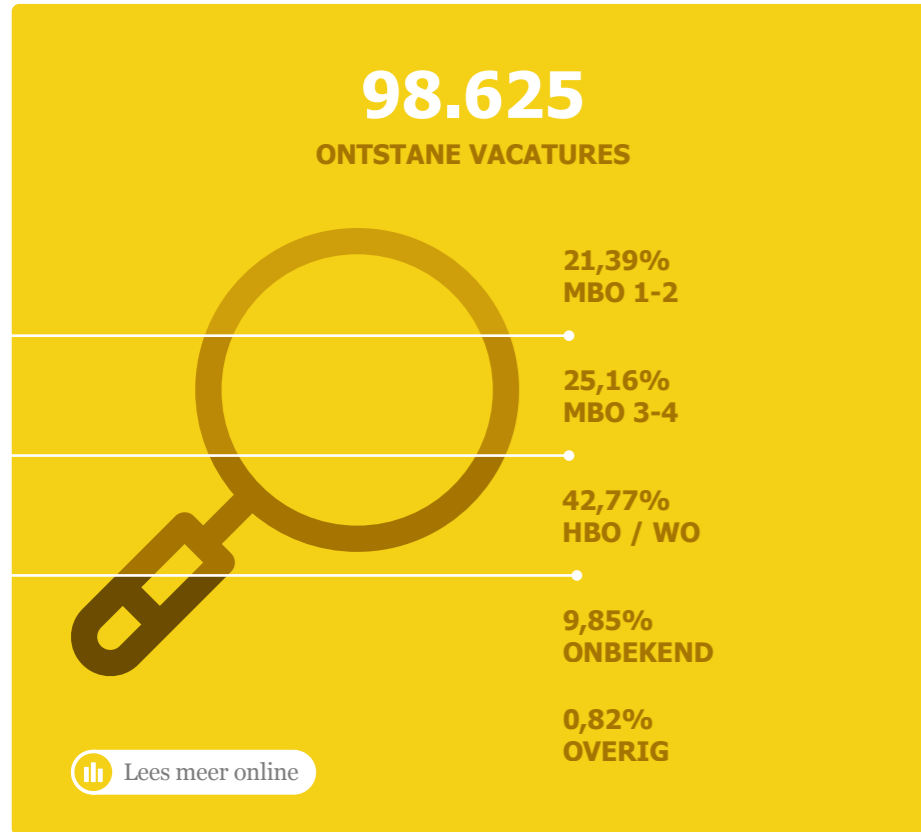 98.625
ONTSTANE VACATURES
21,39%
MBO 1-2
25,16%
MBO 3-4
42,77%
HBO / WO
9,85%
ONBEKEND
0,82%
OVERIG
Lees meer online